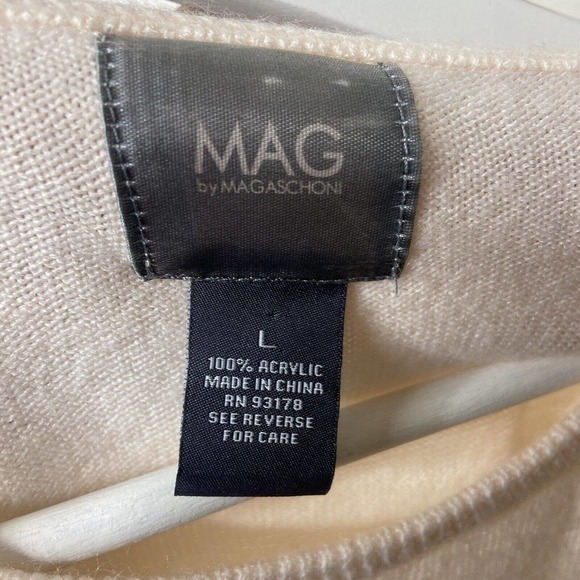 MAG
by MAGASCHONI
L
100% ACRYLIC
MADE IN CHINA
RN 93178
SEE REVERSE
FOR CARE